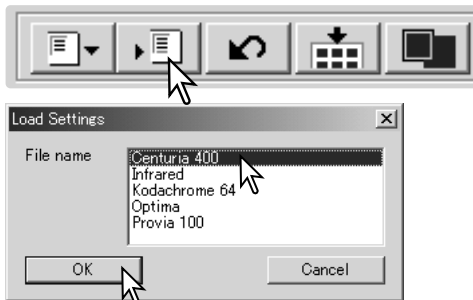 Load Settings
File name
Centuria 400
Infrared
Kodachrome 64
Optima
Provia 100
OK
Cancel